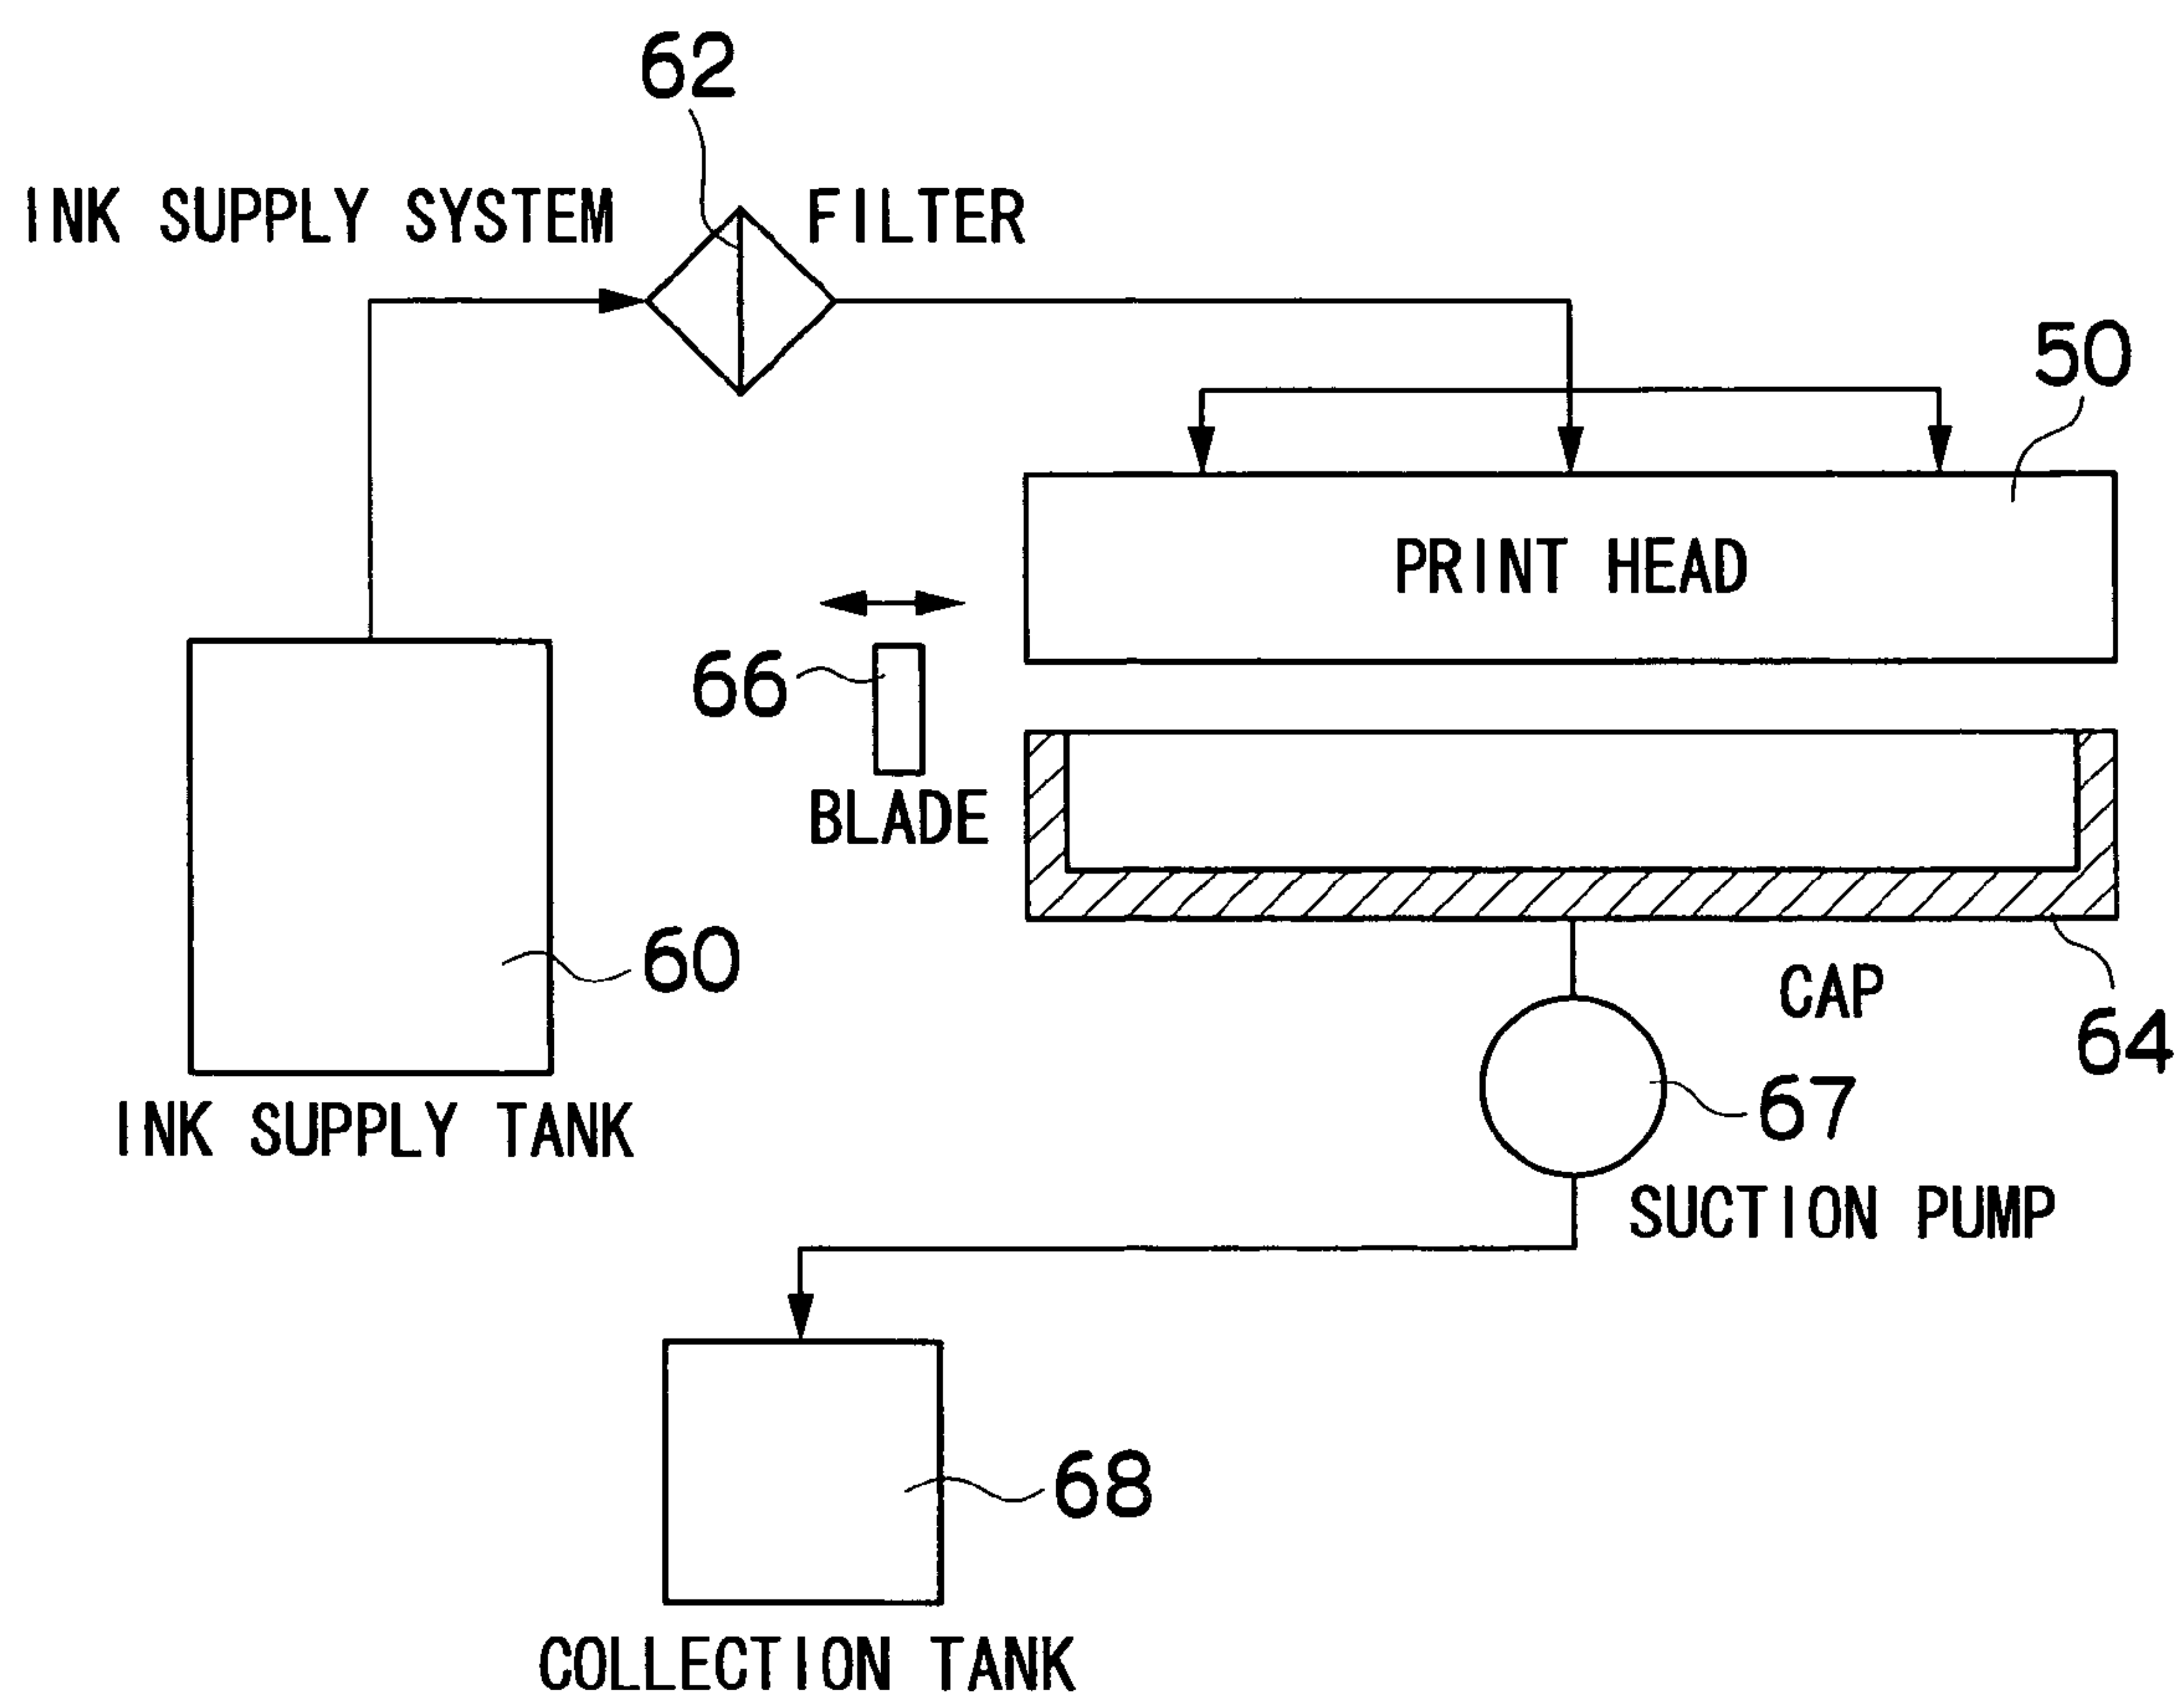 62
INK SUPPLY SYSTEM
FILTER
50
PRINT HEAD
66
BLADE
60
CAP
64
INK SUPPLY TANK
67
SUCTION PUMP
68
COLLECTION TANK